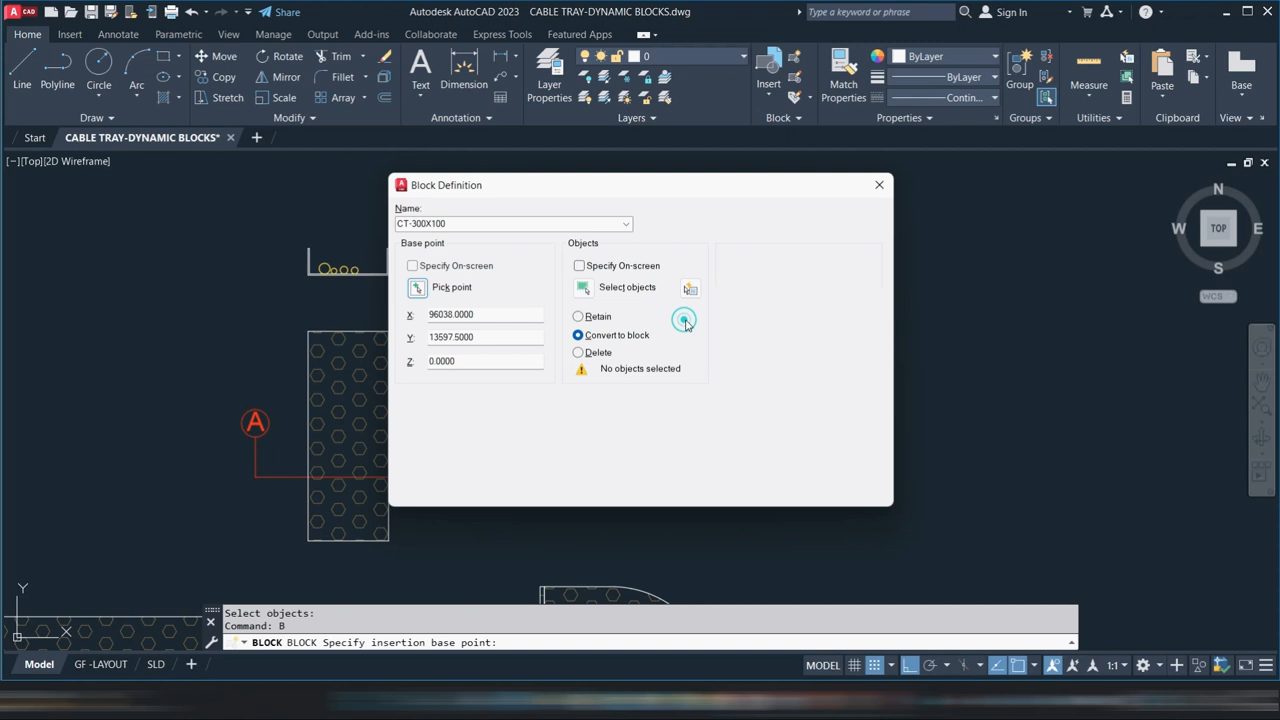 CAD
Share
Autodesk AutoCAD 2023 CABLE TRAY-DYNAMIC BLOCKS.dwg
Type a keyword or phrase
Sign In
Home Insert Annotate Parametric View Manage Output Add-ins Collaborate Express Tools Featured Apps
Move Rotate Trim
Copy Mirror Fillet
Stretch Scale Array
Line Polyline Circle Arc
Text Dimension
Layer
Properties
0
Insert
Match
Properties
ByLayer
ByLayer
Contin...
Group
Measure
Paste
Base
Draw Modify Annotation Layers Block Properties Groups Utilities Clipboard View
Start CABLE TRAY-DYNAMIC BLOCKS*
[−][Top][2D Wireframe]
N
W TOP E
S
WCS
Block Definition
Name:
CT-300X100
Base point
Specify On-screen
Pick point
X: 96038.0000
Y: 13597.5000
Z: 0.0000
Objects
Specify On-screen
Select objects
Retain
Convert to block
Delete
No objects selected
A
Y
X
Select objects:
Command: B
BLOCK BLOCK Specify insertion base point:
Model GF -LAYOUT SLD
MODEL
1:1